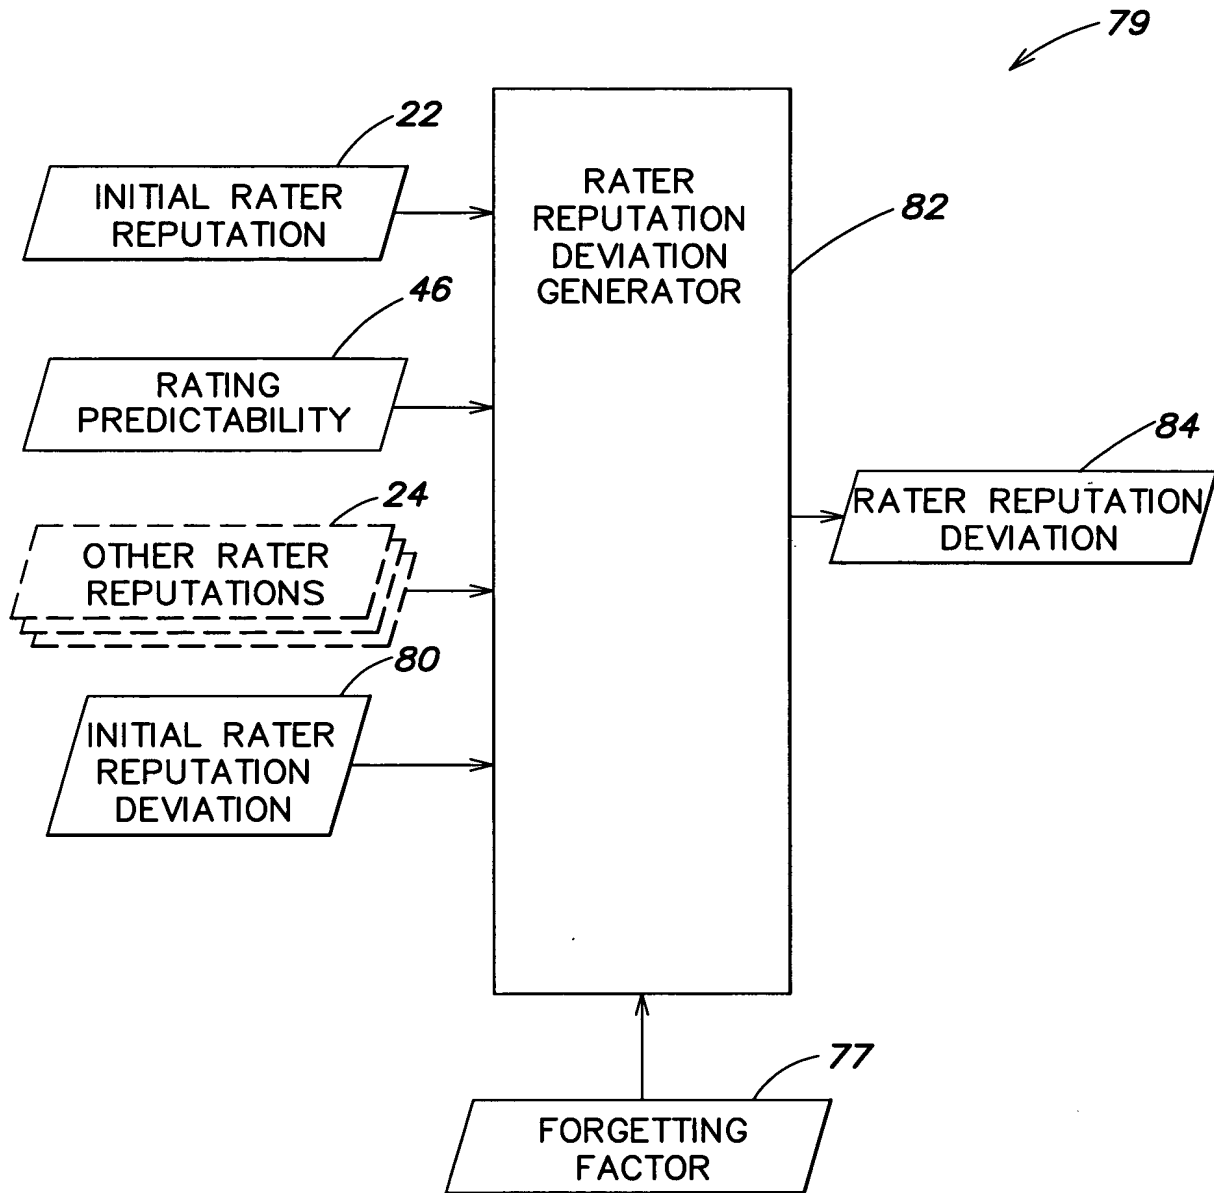 79
22
INITIAL RATER
REPUTATION
RATER
REPUTATION
DEVIATION
GENERATOR
82
46
RATING
PREDICTABILITY
84
RATER REPUTATION
DEVIATION
24
OTHER RATER
REPUTATIONS
80
INITIAL RATER
REPUTATION
DEVIATION
77
FORGETTING
FACTOR